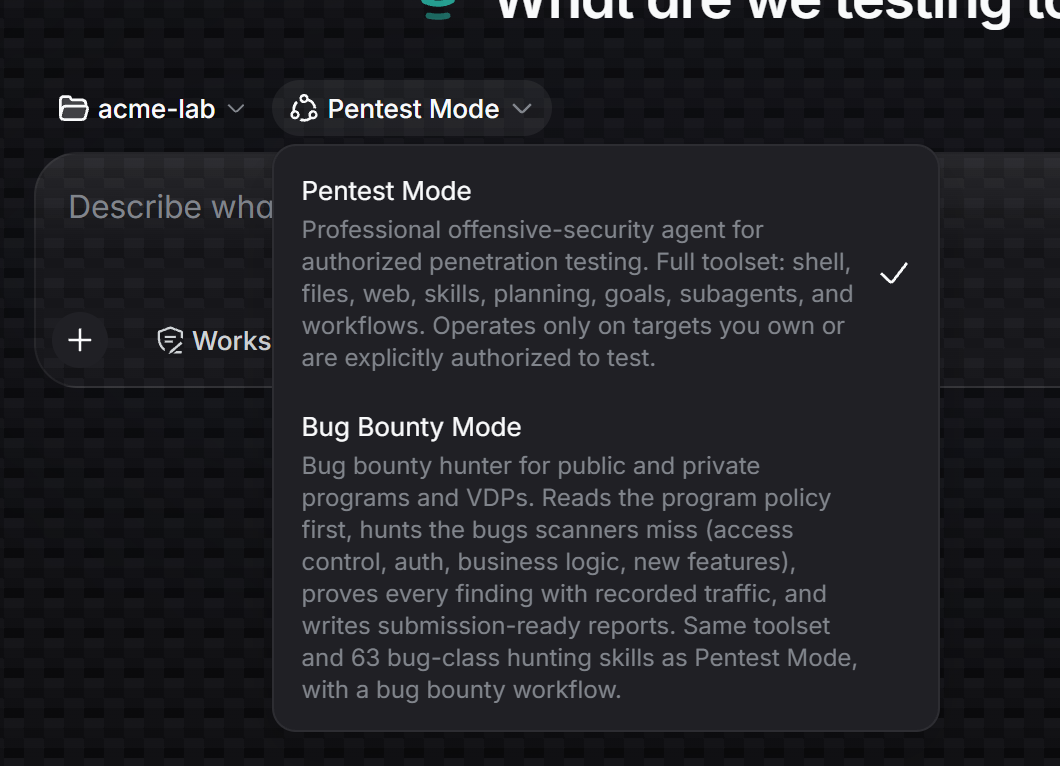 What are we testing to
acme-lab
Pentest Mode
Describe wha
Works
Pentest Mode
Professional offensive-security agent for
authorized penetration testing. Full toolset: shell,
files, web, skills, planning, goals, subagents, and
workflows. Operates only on targets you own or
are explicitly authorized to test.
Bug Bounty Mode
Bug bounty hunter for public and private
programs and VDPs. Reads the program policy
first, hunts the bugs scanners miss (access
control, auth, business logic, new features),
proves every finding with recorded traffic, and
writes submission-ready reports. Same toolset
and 63 bug-class hunting skills as Pentest Mode,
with a bug bounty workflow.